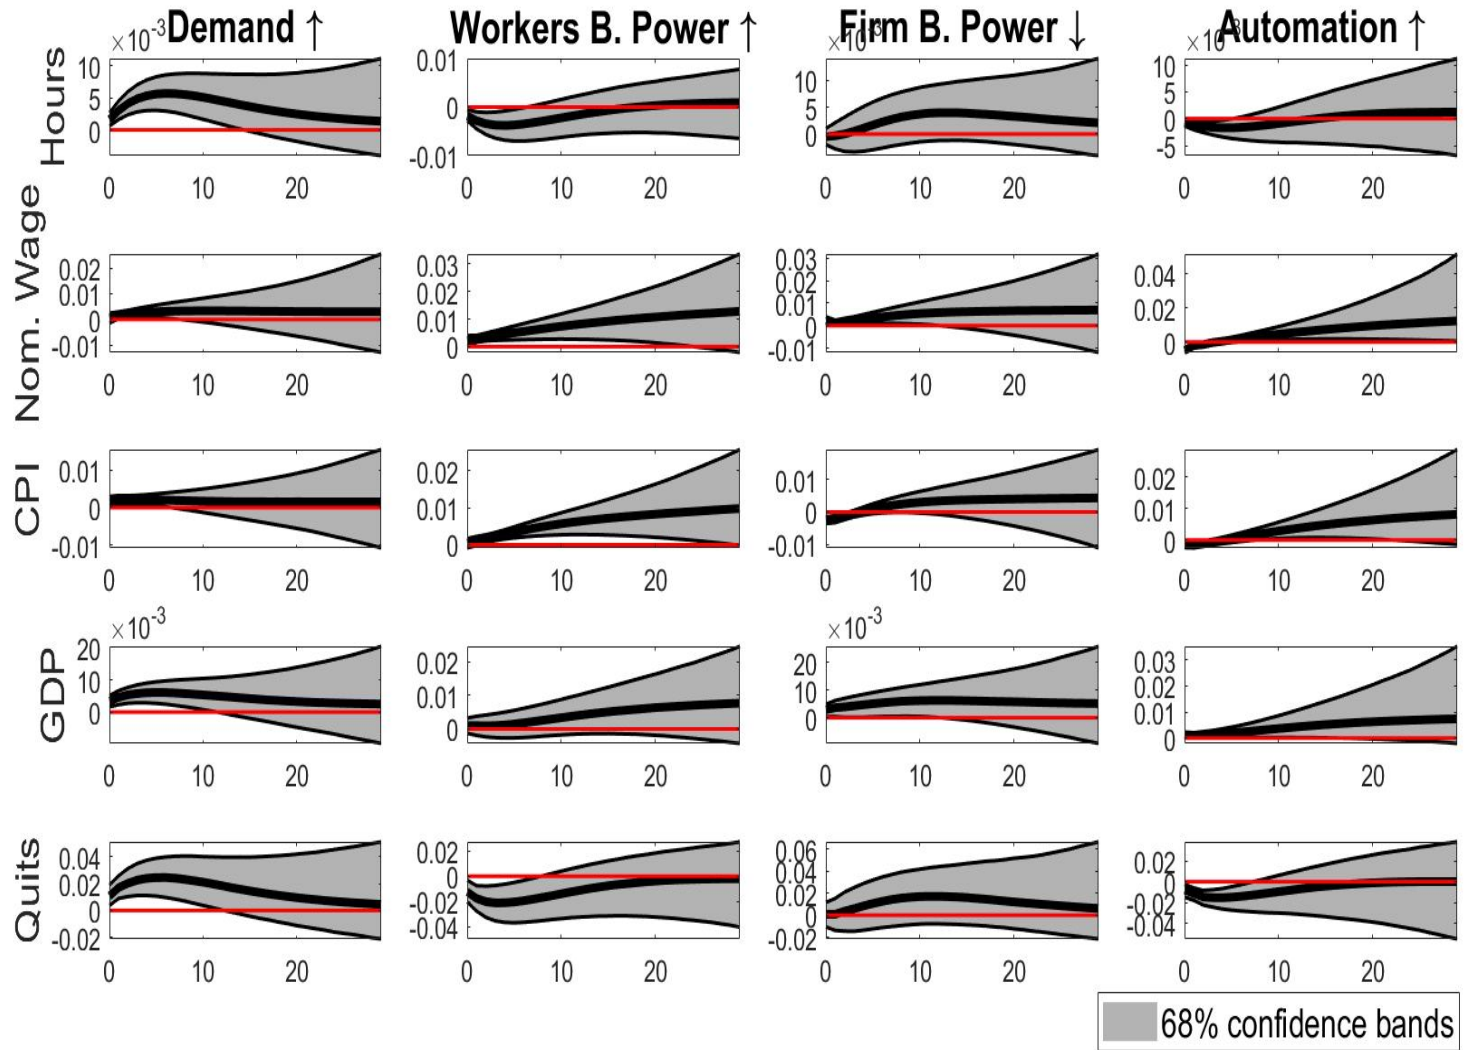 Demand ↑ Workers B. Power ↑ Firm B. Power ↓ Automation ↑
×10^-3 ×10^-3 ×10^-3
Hours
10 5 0
0.01 0 -0.01
10 5 0
10 5 0 -5
0 10 20 0 10 20 0 10 20 0 10 20
Nom. Wage
0.02 0.01 0 -0.01
0.03 0.02 0.01 0
0.03 0.02 0.01 0 -0.01
0.04 0.02 0
0 10 20 0 10 20 0 10 20 0 10 20
CPI
0.01 0 -0.01
0.02 0.01 0
0.01 0 -0.01
0.02 0.01 0
0 10 20 0 10 20 0 10 20 0 10 20
×10^-3 ×10^-3
GDP
20 10 0
0.02 0.01 0
20 10 0
0.03 0.02 0.01 0
0 10 20 0 10 20 0 10 20 0 10 20
Quits
0.04 0.02 0 -0.02
0.02 0 -0.02 -0.04
0.06 0.04 0.02 0 -0.02
0.02 0 -0.02 -0.04
0 10 20 0 10 20 0 10 20 0 10 20
68% confidence bands